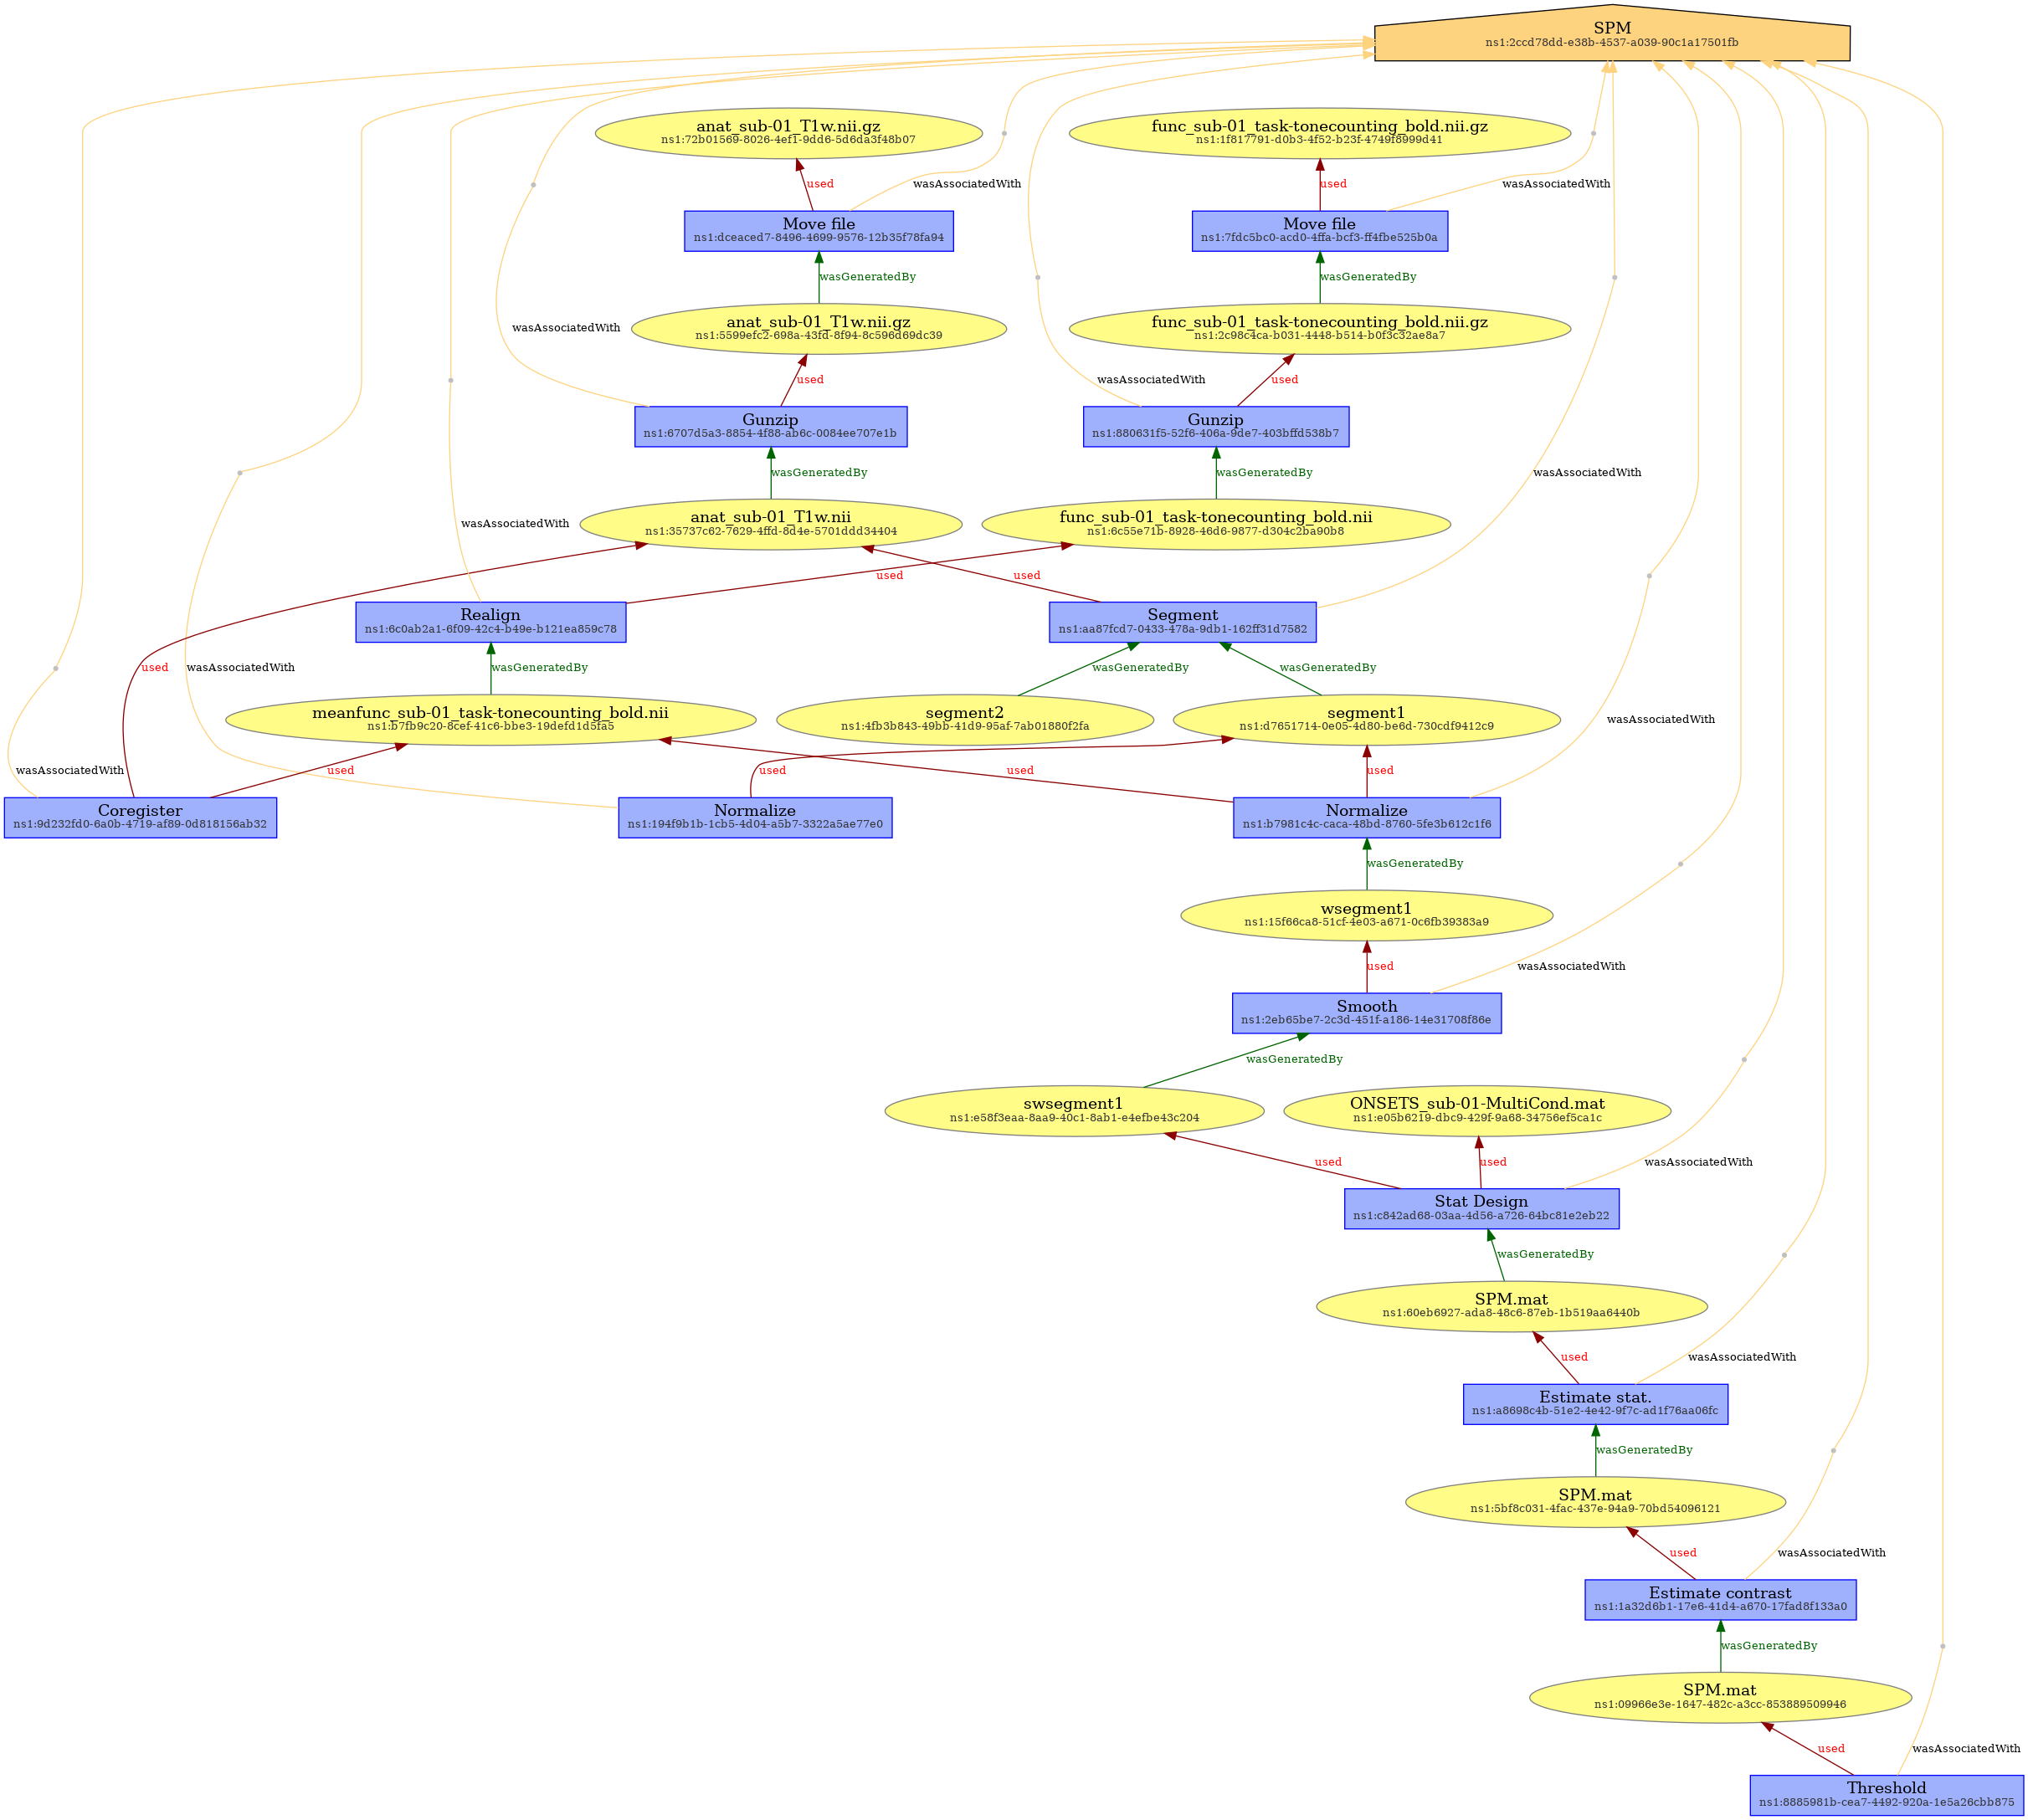 SPM
ns1:2ccd78dd-e38b-4537-a039-90c1a17501fb
anat_sub-01_T1w.nii.gz
ns1:72b01569-8026-4ef1-9dd6-5d6da3f48b07
func_sub-01_task-tonecounting_bold.nii.gz
ns1:1f817791-d0b3-4f52-b23f-4749f8999d41
used
wasAssociatedWith
used
wasAssociatedWith
Move file
ns1:dceaced7-8496-4699-9576-12b35f78fa94
Move file
ns1:7fdc5bc0-acd0-4ffa-bcf3-ff4fbe525b0a
wasGeneratedBy
wasGeneratedBy
anat_sub-01_T1w.nii.gz
ns1:5599efc2-698a-43fd-8f94-8c596d69dc39
func_sub-01_task-tonecounting_bold.nii.gz
ns1:2c98c4ca-b031-4448-b514-b0f3c32ae8a7
wasAssociatedWith
used
wasAssociatedWith
used
Gunzip
ns1:6707d5a3-8854-4f88-ab6c-0084ee707e1b
Gunzip
ns1:880631f5-52f6-406a-9de7-403bffd538b7
wasGeneratedBy
wasGeneratedBy
wasAssociatedWith
anat_sub-01_T1w.nii
ns1:35737c62-7629-4ffd-8d4e-5701ddd34404
func_sub-01_task-tonecounting_bold.nii
ns1:6c55e71b-8928-46d6-9877-d304c2ba90b8
wasAssociatedWith
used
used
Realign
ns1:6c0ab2a1-6f09-42c4-b49e-b121ea859c78
Segment
ns1:aa87fcd7-0433-478a-9db1-162ff31d7582
used
wasAssociatedWith
wasGeneratedBy
wasGeneratedBy
wasGeneratedBy
meanfunc_sub-01_task-tonecounting_bold.nii
ns1:b7fb9c20-8cef-41c6-bbe3-19defd1d5fa5
segment2
ns1:4fb3b843-49bb-41d9-95af-7ab01880f2fa
segment1
ns1:d7651714-0e05-4d80-be6d-730cdf9412c9
wasAssociatedWith
wasAssociatedWith
used
used
used
used
Coregister
ns1:9d232fd0-6a0b-4719-af89-0d818156ab32
Normalize
ns1:194f9b1b-1cb5-4d04-a5b7-3322a5ae77e0
Normalize
ns1:b7981c4c-caca-48bd-8760-5fe3b612c1f6
wasGeneratedBy
wsegment1
ns1:15f66ca8-51cf-4e03-a671-0c6fb39383a9
used
wasAssociatedWith
Smooth
ns1:2eb65be7-2c3d-451f-a186-14e31708f86e
wasGeneratedBy
swsegment1
ns1:e58f3eaa-8aa9-40c1-8ab1-e4efbe43c204
ONSETS_sub-01-MultiCond.mat
ns1:e05b6219-dbc9-429f-9a68-34756ef5ca1c
used
used
wasAssociatedWith
Stat Design
ns1:c842ad68-03aa-4d56-a726-64bc81e2eb22
wasGeneratedBy
SPM.mat
ns1:60eb6927-ada8-48c6-87eb-1b519aa6440b
used
wasAssociatedWith
Estimate stat.
ns1:a8698c4b-51e2-4e42-9f7c-ad1f76aa06fc
wasGeneratedBy
SPM.mat
ns1:5bf8c031-4fac-437e-94a9-70bd54096121
used
wasAssociatedWith
Estimate contrast
ns1:1a32d6b1-17e6-41d4-a670-17fad8f133a0
wasGeneratedBy
SPM.mat
ns1:09966e3e-1647-482c-a3cc-853889509946
used
wasAssociatedWith
Threshold
ns1:8885981b-cea7-4492-920a-1e5a26cbb875